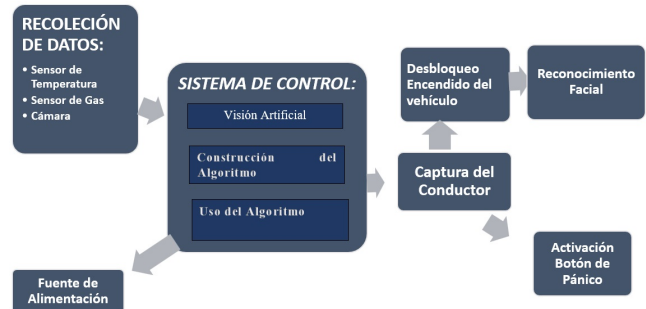 RECOLECIÓN
DE DATOS:
• Sensor de
Temperatura
• Sensor de Gas
• Cámara
SISTEMA DE CONTROL:
Visión Artificial
Construcción del
Algoritmo
Uso del Algoritmo
Fuente de
Alimentación
Desbloqueo
Encendido del
vehículo
Reconocimiento
Facial
Captura del
Conductor
Activación
Botón de
Pánico